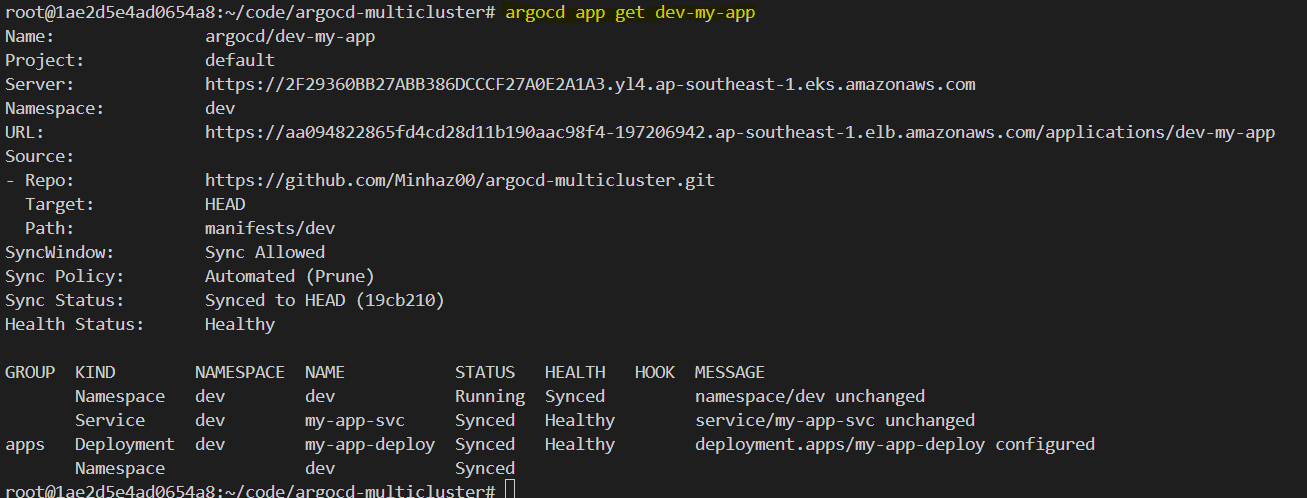 root@1ae2d5e4ad0654a8:~/code/argocd-multicluster# argocd app get dev-my-app
Name:               argocd/dev-my-app
Project:            default
Server:             https://2F29360BB27ABB386DCCCF27A0E2A1A3.yl4.ap-southeast-1.eks.amazonaws.com
Namespace:          dev
URL:                https://aa094822865fd4cd28d11b190aac98f4-197206942.ap-southeast-1.elb.amazonaws.com/applications/dev-my-app
Source:
- Repo:             https://github.com/Minhaz00/argocd-multicluster.git
  Target:           HEAD
  Path:             manifests/dev
SyncWindow:         Sync Allowed
Sync Policy:        Automated (Prune)
Sync Status:        Synced to HEAD (19cb210)
Health Status:      Healthy

GROUP  KIND        NAMESPACE  NAME           STATUS   HEALTH   HOOK  MESSAGE
       Namespace   dev        dev            Running  Synced         namespace/dev unchanged
       Service     dev        my-app-svc     Synced   Healthy        service/my-app-svc unchanged
apps   Deployment  dev        my-app-deploy  Synced   Healthy        deployment.apps/my-app-deploy configured
       Namespace              dev            Synced
root@1ae2d5e4ad0654a8:~/code/argocd-multicluster#